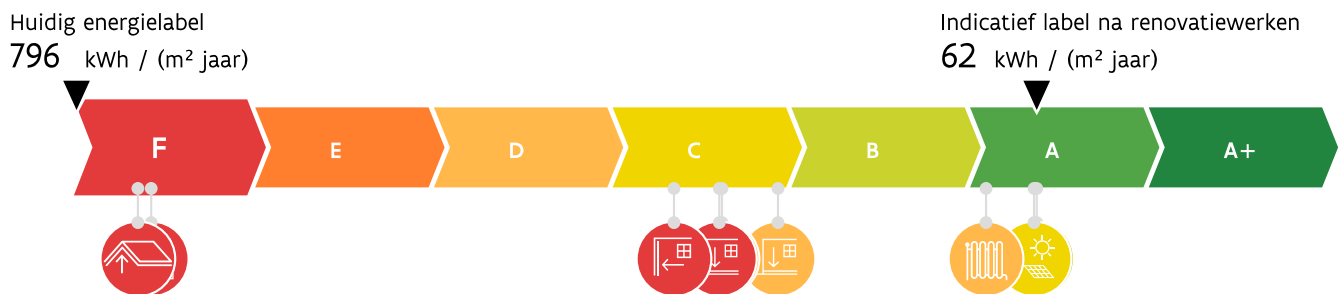 Huidig energielabel
796 kWh / (m² jaar)
Indicatief label na renovatiewerken
62 kWh / (m² jaar)
F E D C B A A+